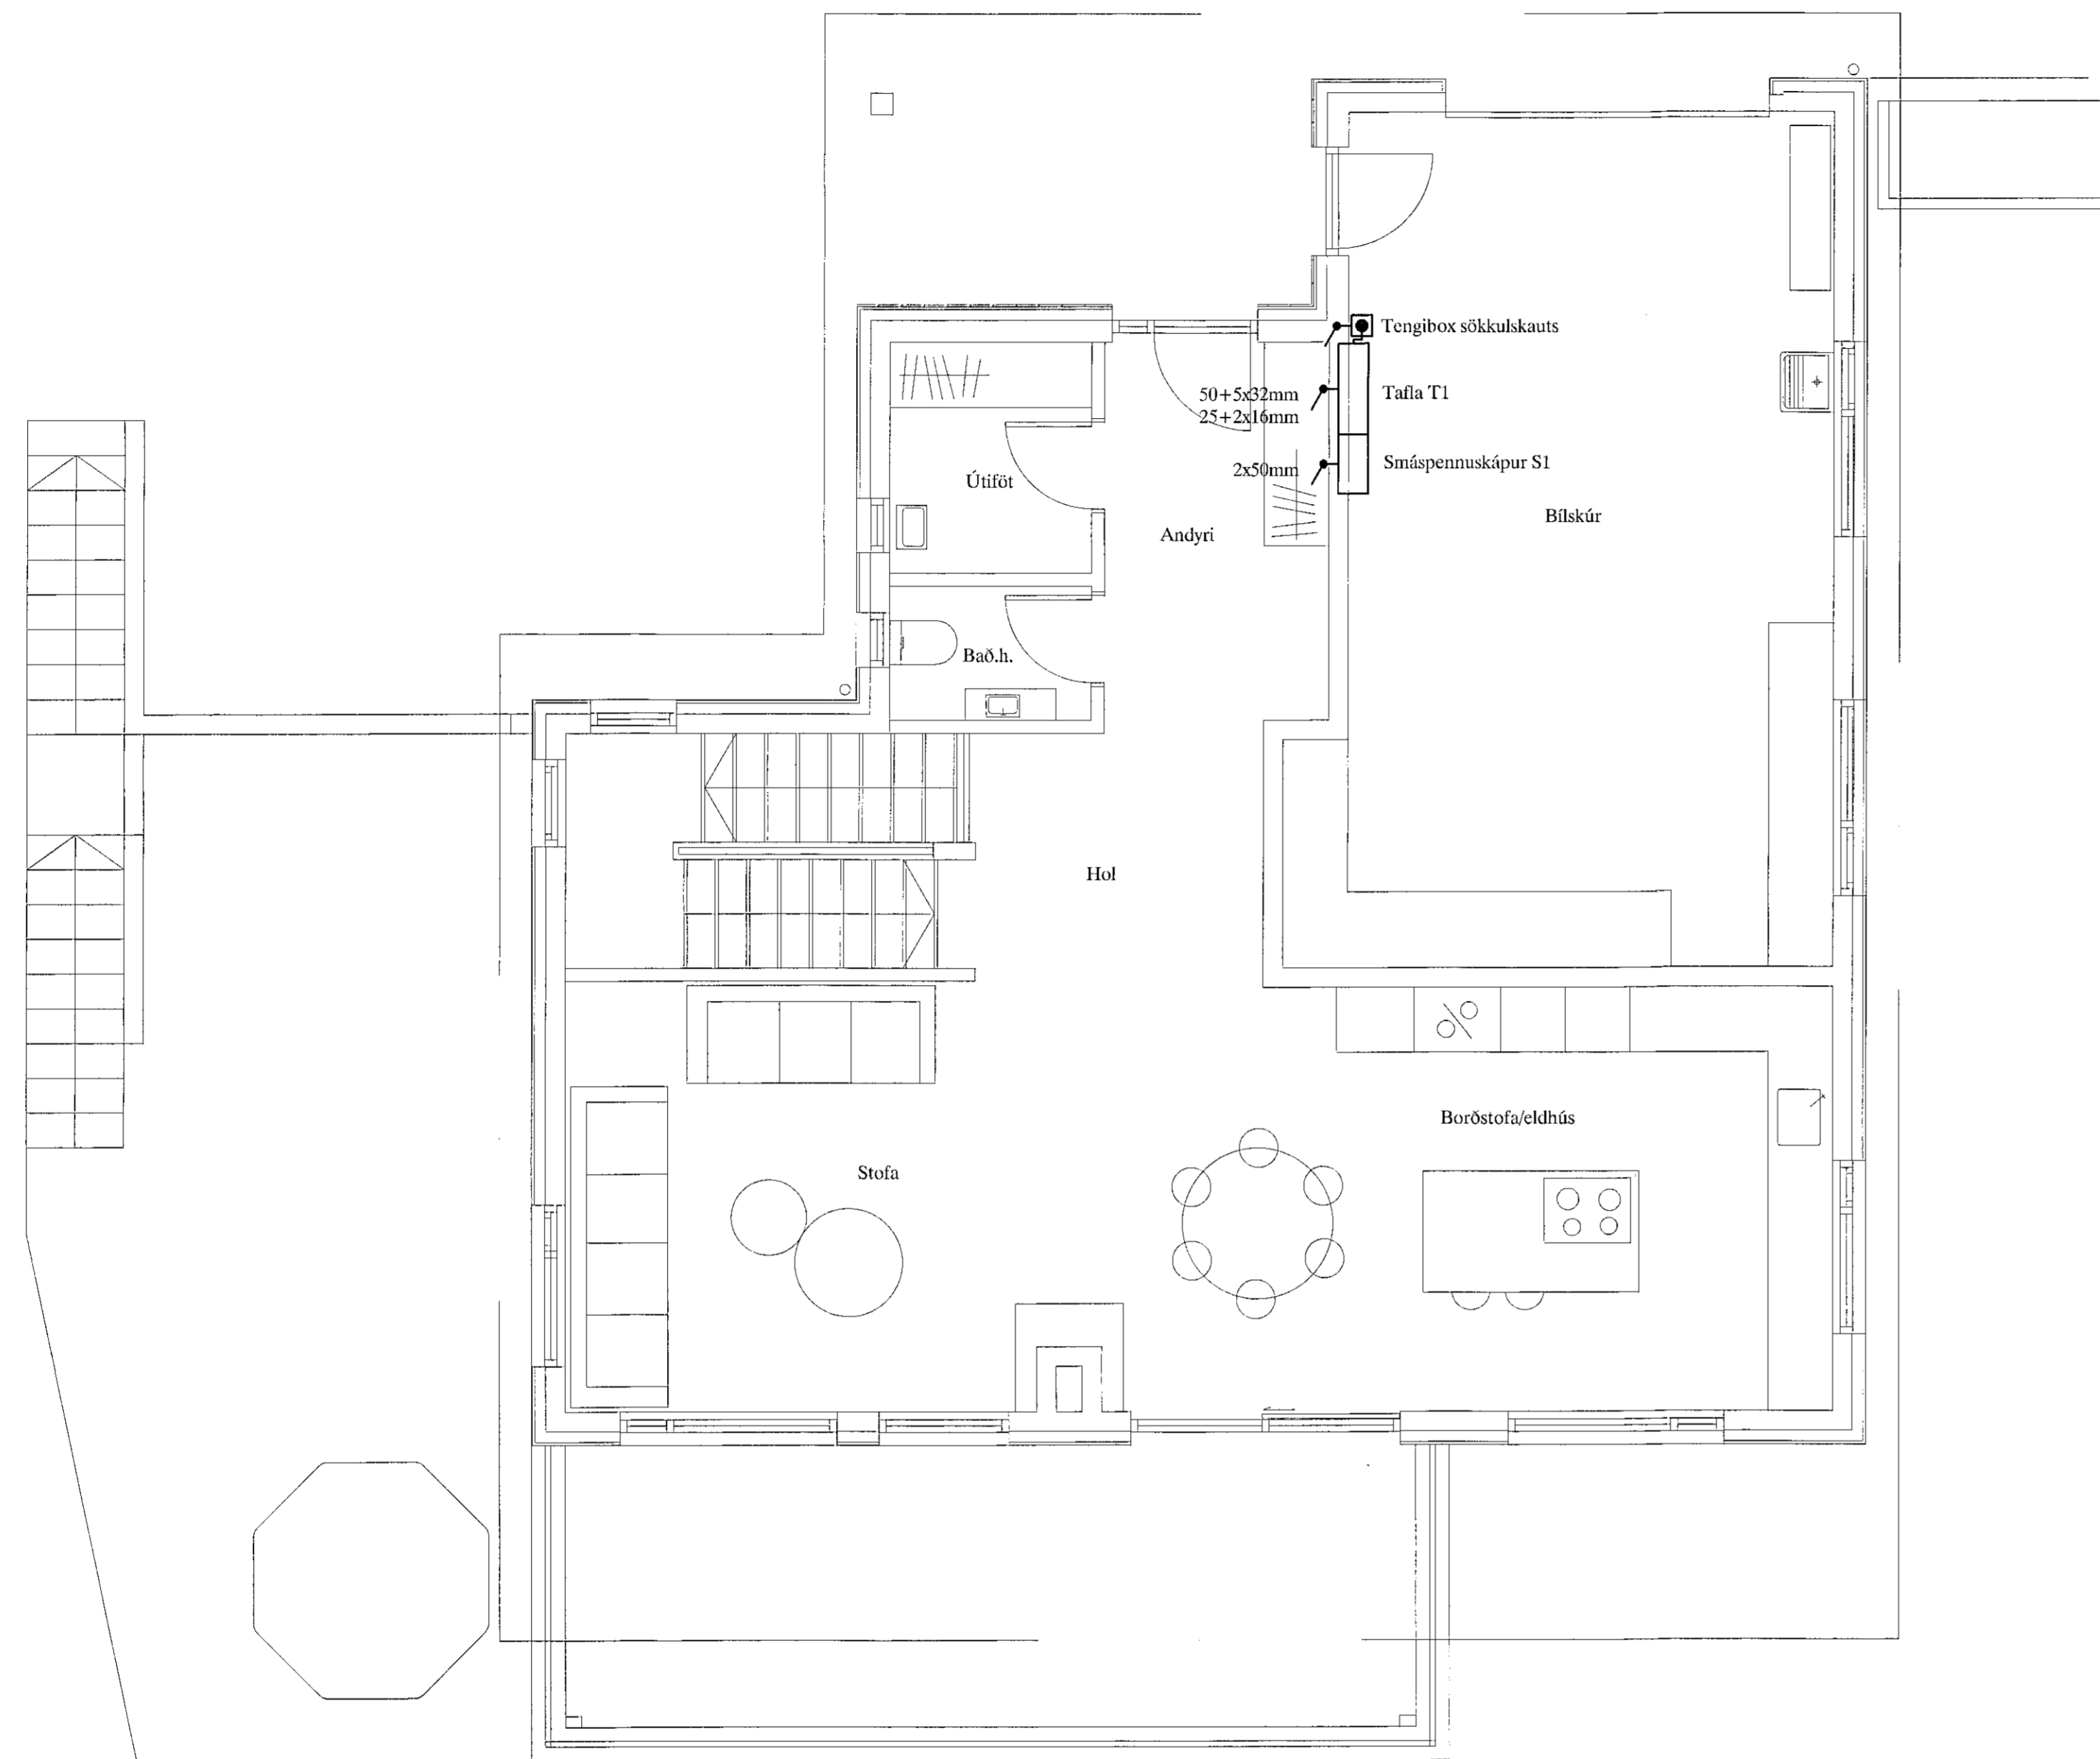 Tengibox sökkulskauts
50+5x32mm
Tafla T1
25+2x16mm
2x50mm
Smáspennuskápur S1
Útiföt
Bílskúr
Andyri
Bað.h.
Hol
Borðstofa/eldhús
Stofa